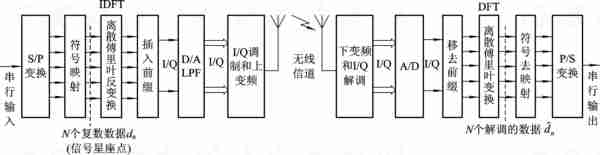 IDFT
DFT
串行输入
S/P变换
符号映射
离散傅里叶反变换
插入前缀
I/Q
D/A LPF
I/Q
I/Q调制和上变频
无线信道
下变频和I/Q解调
I/Q
A/D
I/Q
移去前缀
离散傅里叶变换
符号去映射
P/S变换
串行输出
N个复数数据dₙ
(信号星座点)
N个解调的数据 d̂ₙ